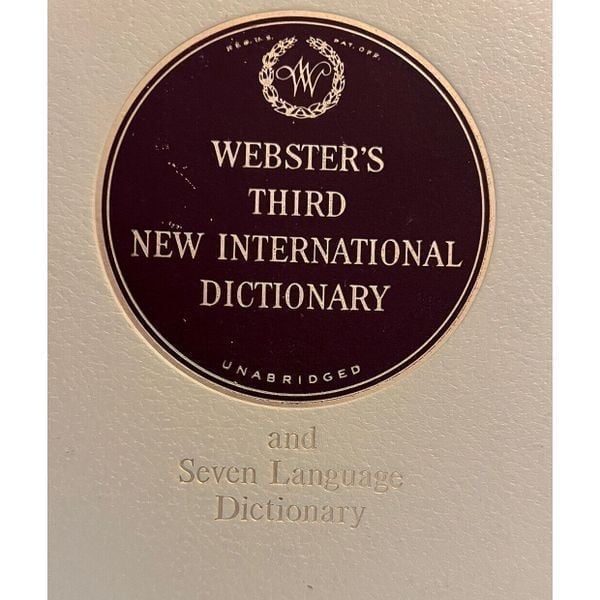 REG. U.S. PAT. OFF.
W
WEBSTER'S
THIRD
NEW INTERNATIONAL
DICTIONARY
UNABRIDGED
and
Seven Language
Dictionary